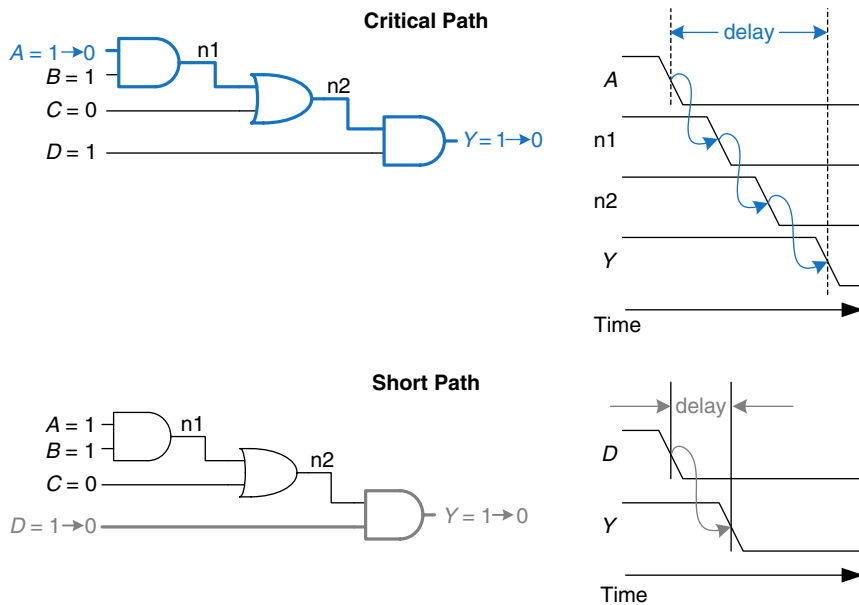 Critical Path
A = 1→0
B = 1
C = 0
D = 1
n1
n2
Y = 1→0
delay
A
n1
n2
Y
Time
Short Path
A = 1
B = 1
C = 0
D = 1→0
n1
n2
Y = 1→0
delay
D
Y
Time